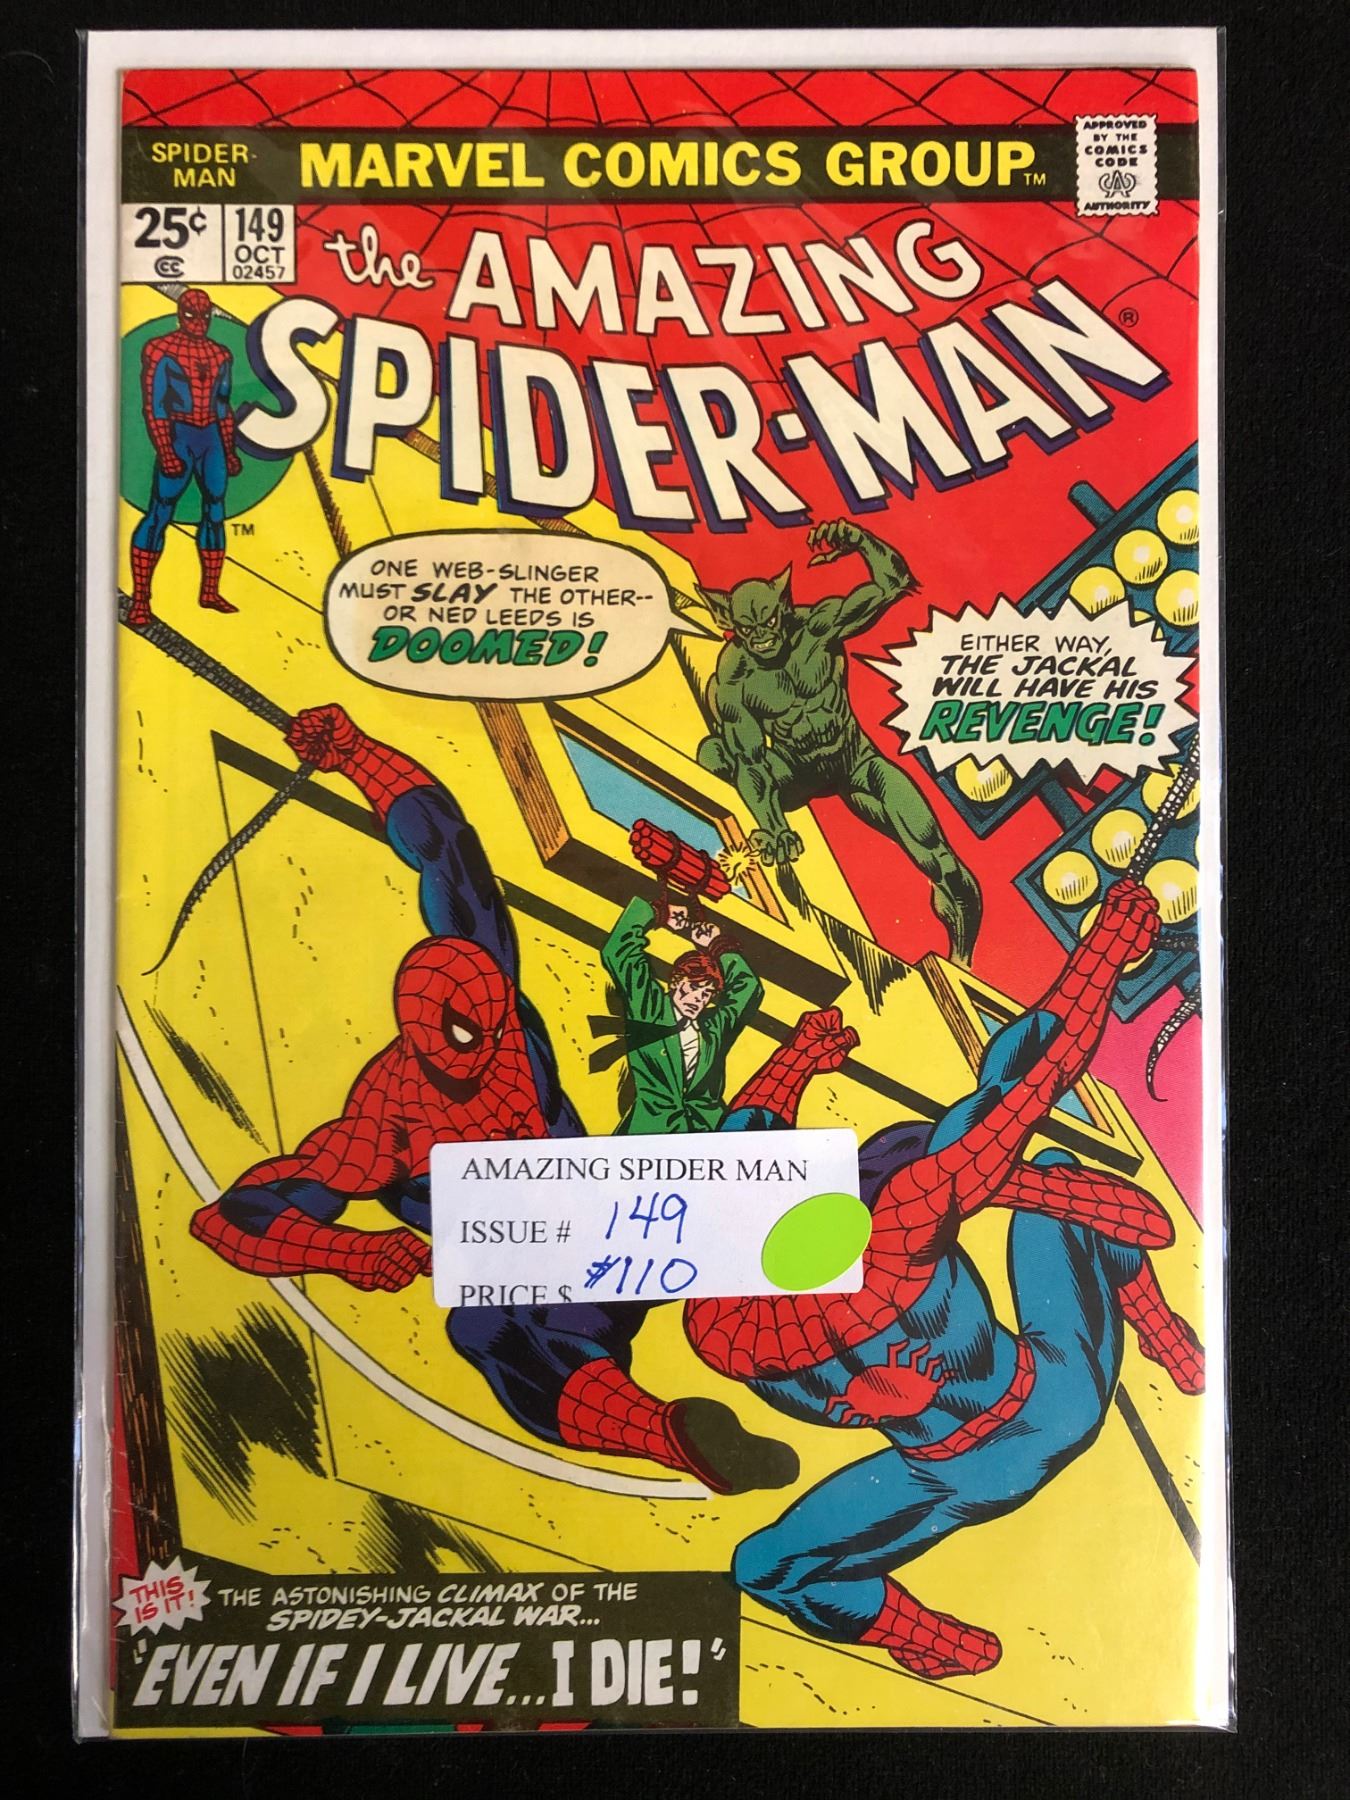 SPIDER-
MAN
MARVEL COMICS GROUP™
APPROVED
BY THE
COMICS
CODE
CA
AUTHORITY
25¢
CC
149
OCT
02457
the AMAZING
SPIDER-MAN®
TM
ONE WEB-SLINGER
MUST SLAY THE OTHER--
OR NED LEEDS IS
DOOMED!
EITHER WAY,
THE JACKAL
WILL HAVE HIS
REVENGE!
AMAZING SPIDER MAN
ISSUE # 149
PRICE $ $110
THIS
IS IT!
THE ASTONISHING CLIMAX OF THE
SPIDEY-JACKAL WAR...
"EVEN IF I LIVE...I DIE!"